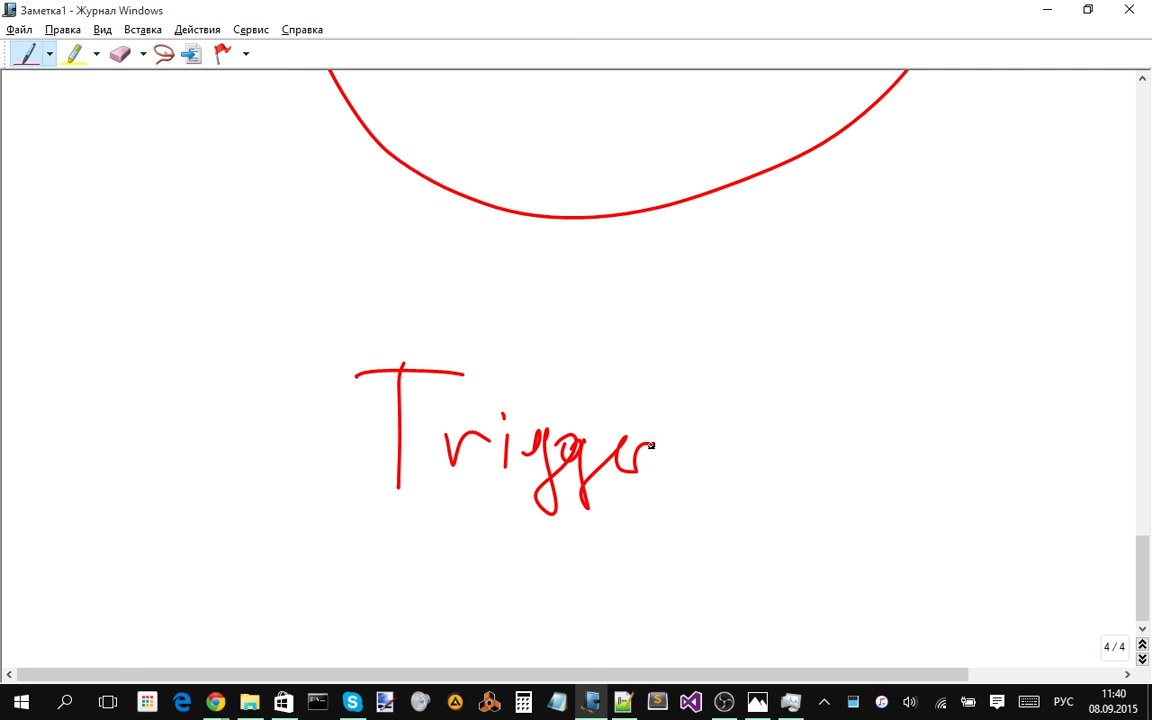 Заметка1 - Журнал Windows
Файл Правка Вид Вставка Действия Сервис Справка
Trigger
4 / 4
РУС
11:40
08.09.2015